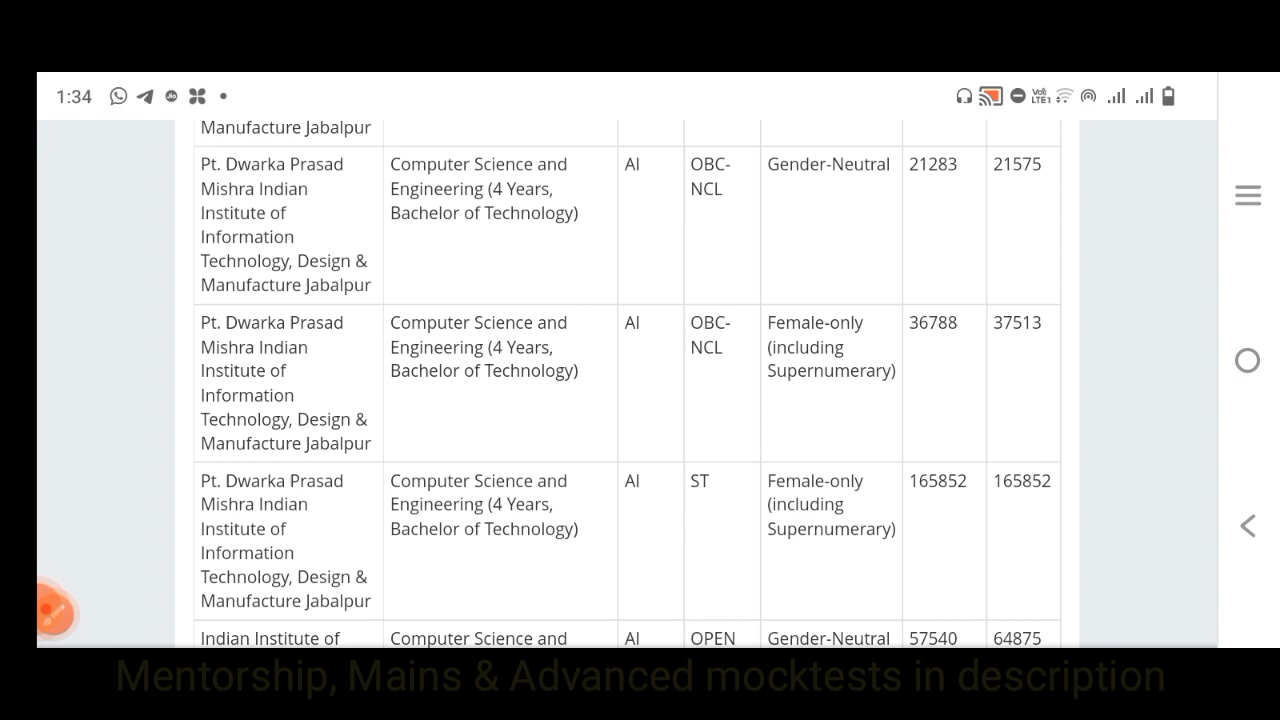 1:34
Jio
Vo) LTE1
Manufacture Jabalpur
Pt. Dwarka Prasad Mishra Indian Institute of Information Technology, Design & Manufacture Jabalpur
Computer Science and Engineering (4 Years, Bachelor of Technology)
AI
OBC-NCL
Gender-Neutral
21283
21575
Pt. Dwarka Prasad Mishra Indian Institute of Information Technology, Design & Manufacture Jabalpur
Computer Science and Engineering (4 Years, Bachelor of Technology)
AI
OBC-NCL
Female-only (including Supernumerary)
36788
37513
Pt. Dwarka Prasad Mishra Indian Institute of Information Technology, Design & Manufacture Jabalpur
Computer Science and Engineering (4 Years, Bachelor of Technology)
AI
ST
Female-only (including Supernumerary)
165852
165852
Indian Institute of
Computer Science and
AI
OPEN
Gender-Neutral
57540
64875
Mentorship, Mains & Advanced mocktests in description